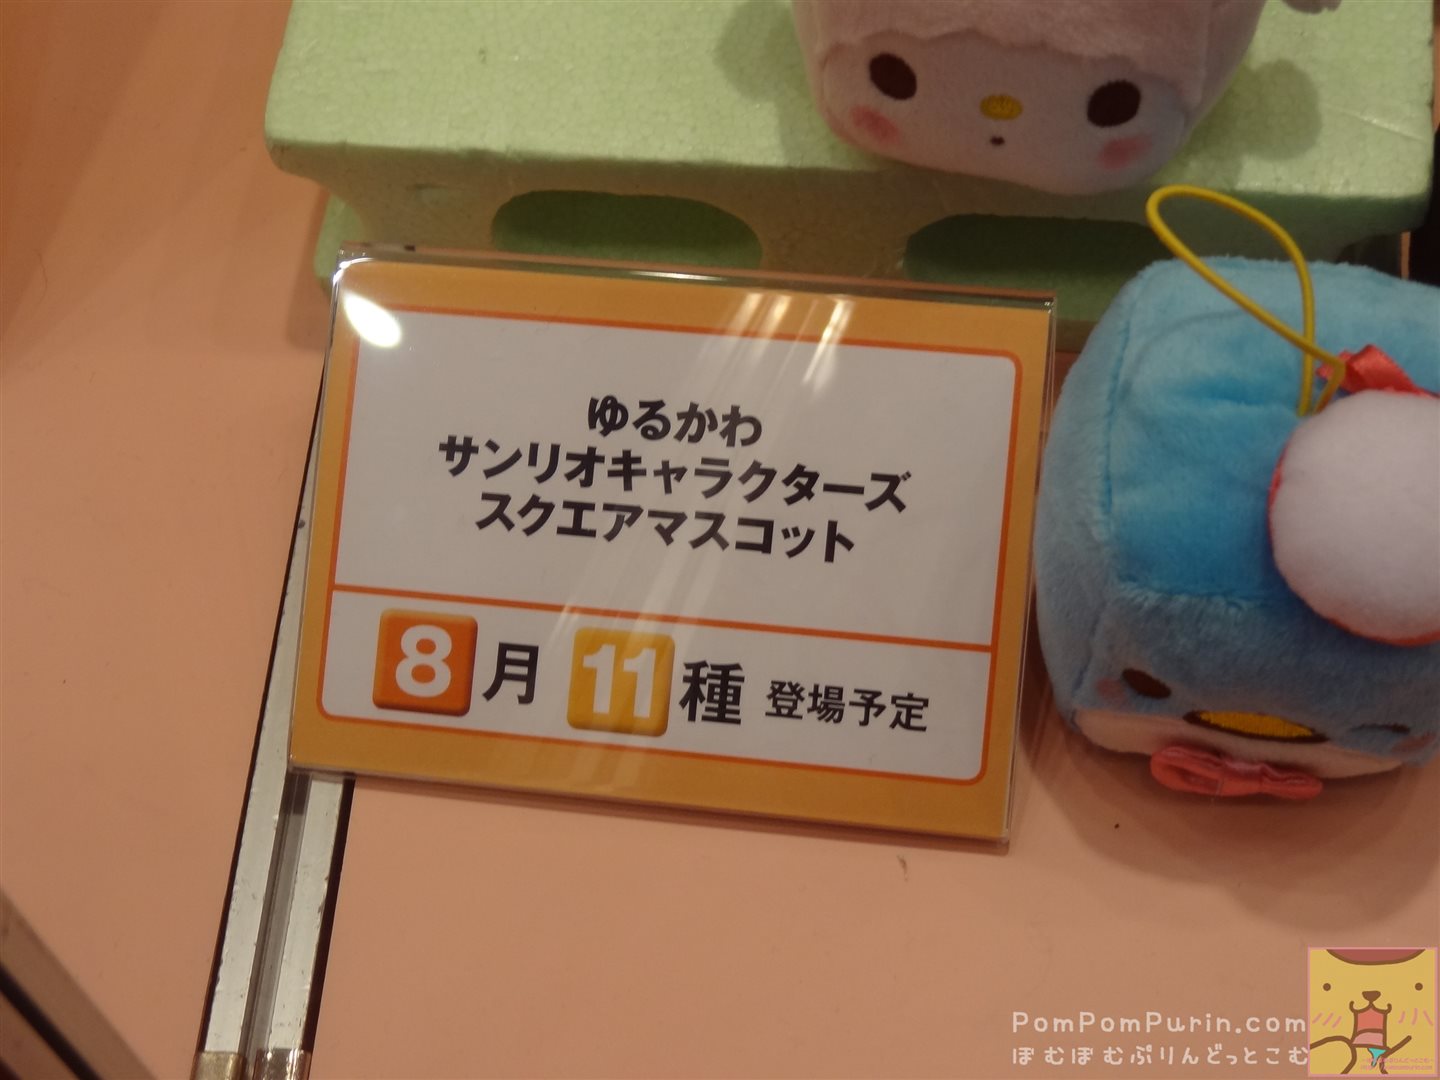 ゆるかわ
サンリオキャラクターズ
スクエアマスコット
8月 11種 登場予定
PomPomPurin.com
ぽむぽむぷりんどっとこむ